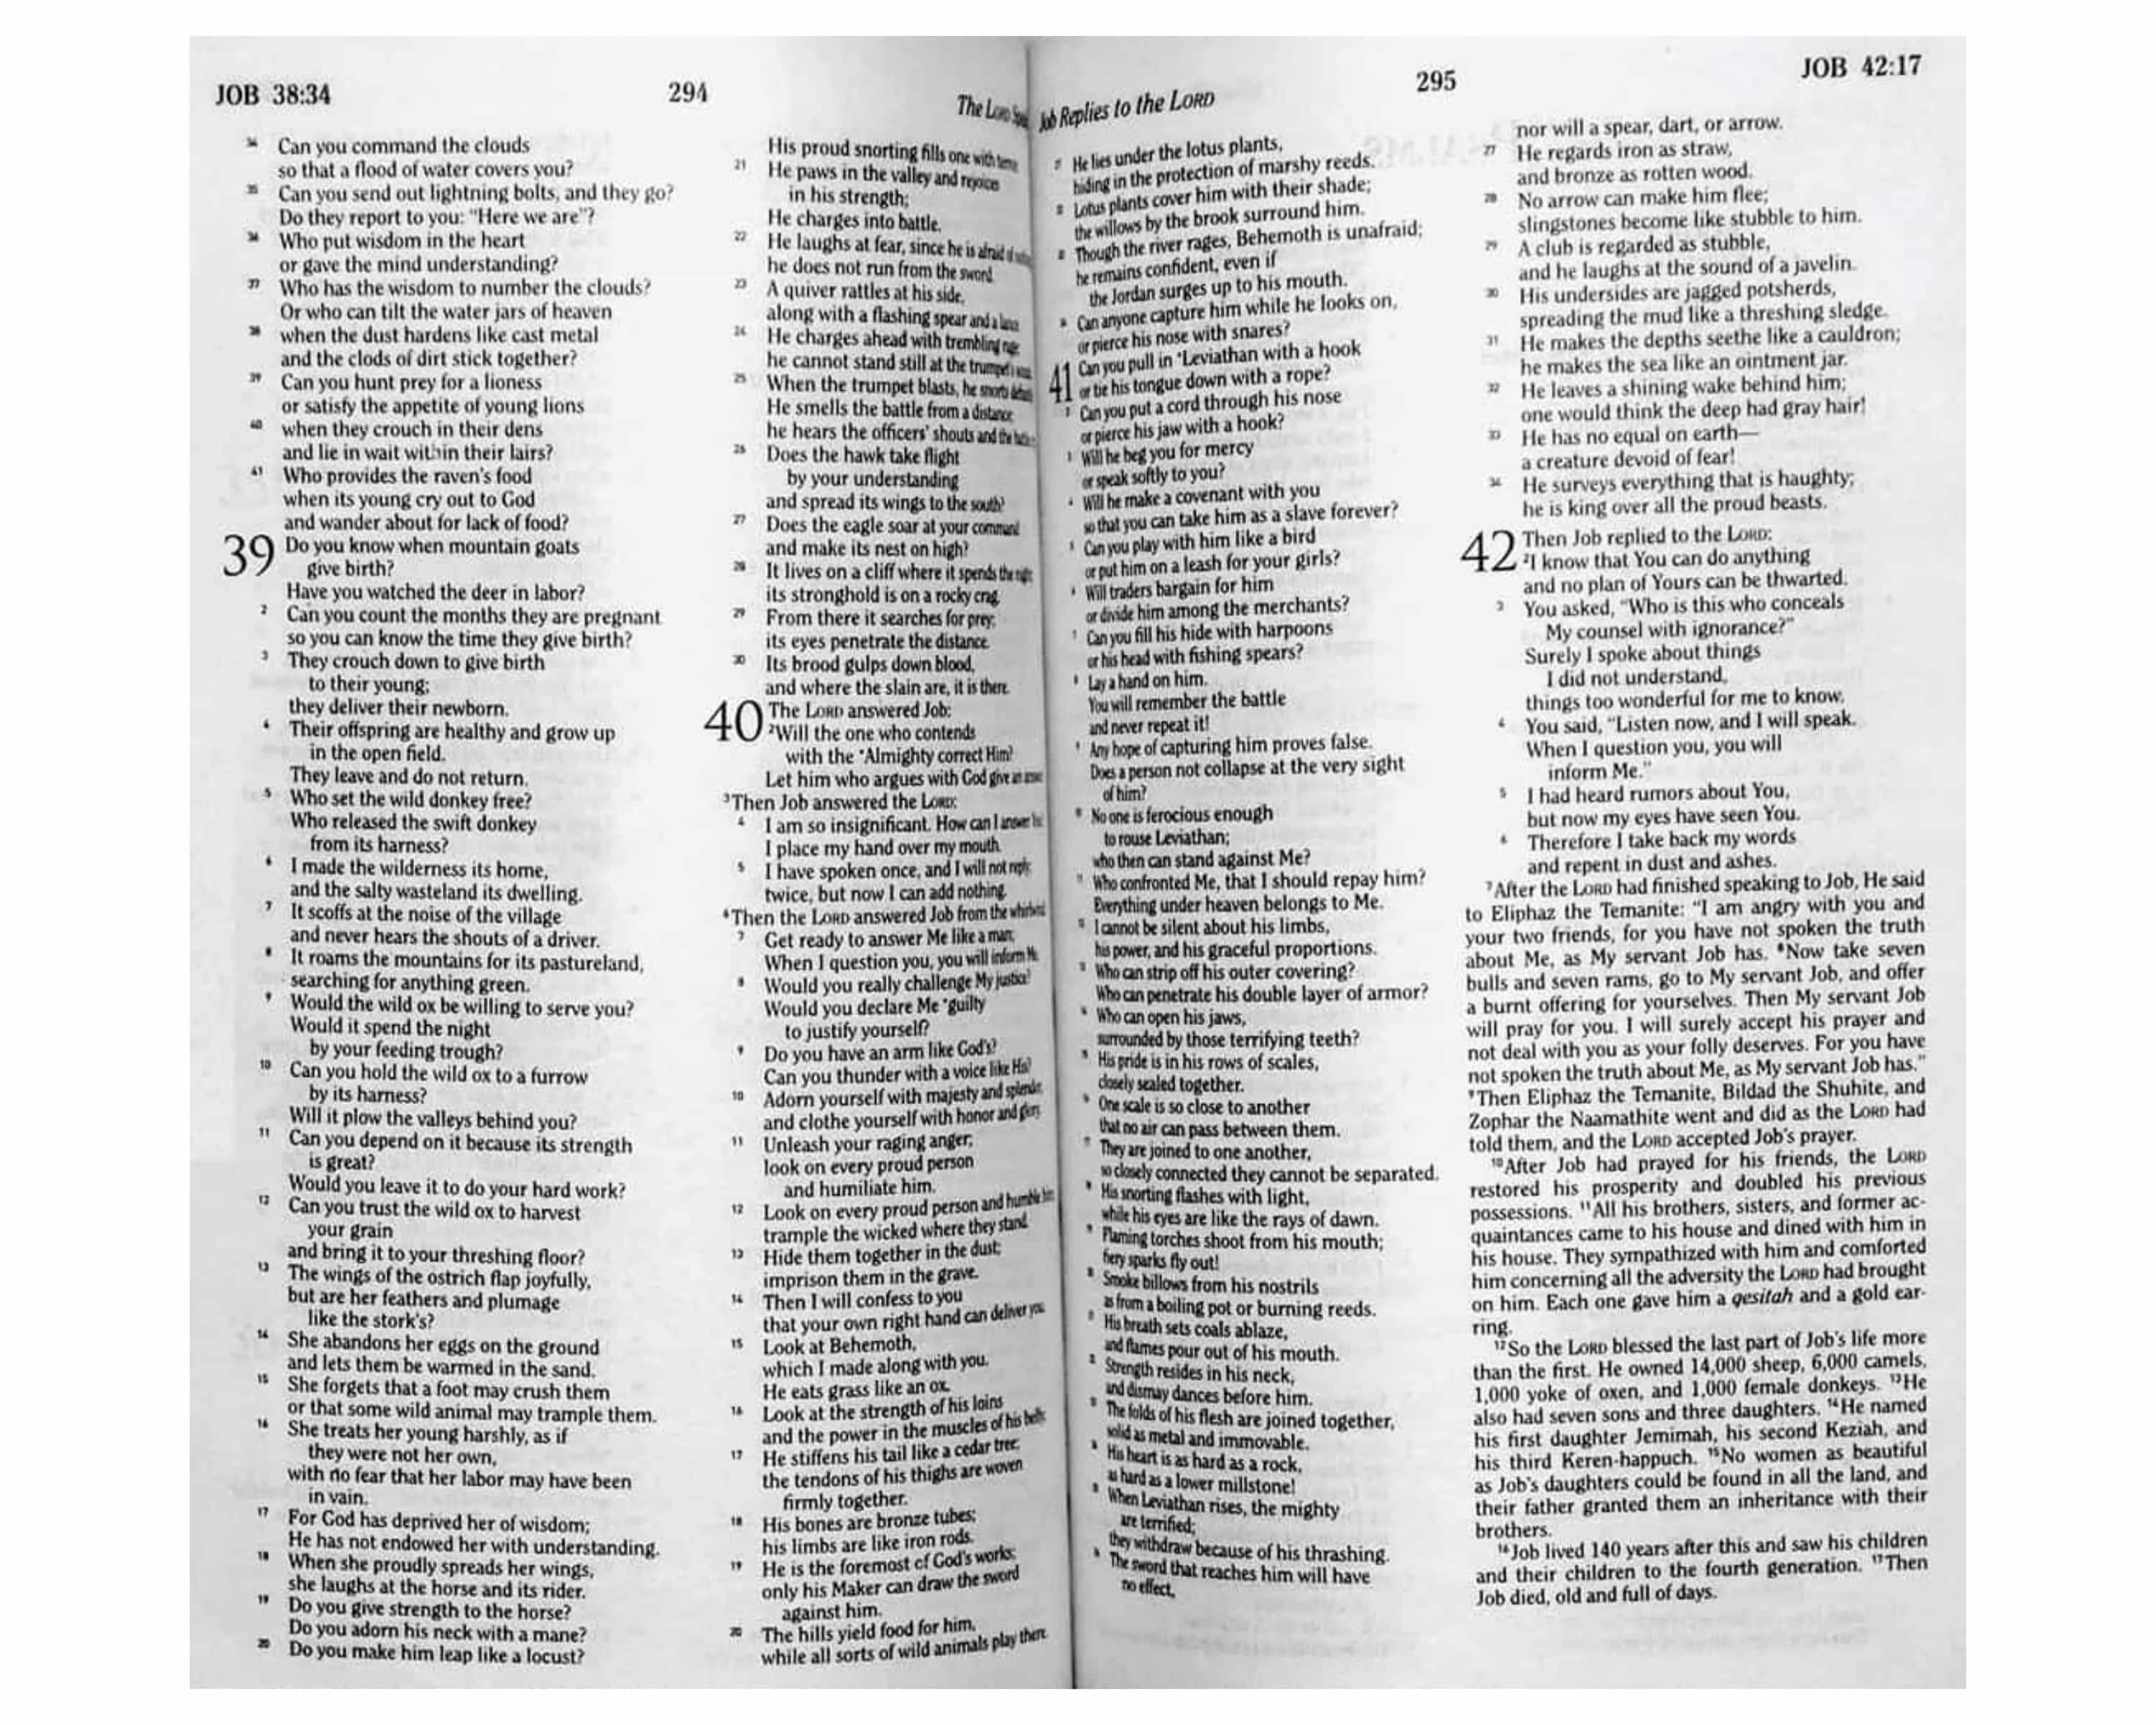 JOB 38:34
294
The LORD
34 Can you command the clouds
so that a flood of water covers you?
35 Can you send out lightning bolts, and they go?
Do they report to you: "Here we are"?
36 Who put wisdom in the heart
or gave the mind understanding?
37 Who has the wisdom to number the clouds?
Or who can tilt the water jars of heaven
38 when the dust hardens like cast metal
and the clods of dirt stick together?
39 Can you hunt prey for a lioness
or satisfy the appetite of young lions
40 when they crouch in their dens
and lie in wait within their lairs?
41 Who provides the raven's food
when its young cry out to God
and wander about for lack of food?
39 Do you know when mountain goats
give birth?
Have you watched the deer in labor?
2 Can you count the months they are pregnant
so you can know the time they give birth?
3 They crouch down to give birth
to their young;
they deliver their newborn.
4 Their offspring are healthy and grow up
in the open field.
They leave and do not return.
5 Who set the wild donkey free?
Who released the swift donkey
from its harness?
6 I made the wilderness its home,
and the salty wasteland its dwelling.
7 It scoffs at the noise of the village
and never hears the shouts of a driver.
8 It roams the mountains for its pastureland,
searching for anything green.
9 Would the wild ox be willing to serve you?
Would it spend the night
by your feeding trough?
10 Can you hold the wild ox to a furrow
by its harness?
Will it plow the valleys behind you?
11 Can you depend on it because its strength
is great?
Would you leave it to do your hard work?
12 Can you trust the wild ox to harvest
your grain
and bring it to your threshing floor?
13 The wings of the ostrich flap joyfully,
but are her feathers and plumage
like the stork's?
14 She abandons her eggs on the ground
and lets them be warmed in the sand.
15 She forgets that a foot may crush them
or that some wild animal may trample them.
16 She treats her young harshly, as if
they were not her own,
with no fear that her labor may have been
in vain.
17 For God has deprived her of wisdom;
He has not endowed her with understanding.
18 When she proudly spreads her wings,
she laughs at the horse and its rider.
19 Do you give strength to the horse?
Do you adorn his neck with a mane?
20 Do you make him leap like a locust?
His proud snorting fills one with
21 He paws in the valley and rejoices
in his strength;
He charges into battle.
22 He laughs at fear, since he is afraid
he does not run from the sword.
23 A quiver rattles at his side,
along with a flashing spear and a
24 He charges ahead with trembling rage
he cannot stand still at the trumpet's
25 When the trumpet blasts, he snorts
He smells the battle from a distance
he hears the officers' shouts and the
26 Does the hawk take flight
by your understanding
and spread its wings to the south?
27 Does the eagle soar at your command
and make its nest on high?
28 It lives on a cliff where it spends the night
its stronghold is on a rocky crag.
29 From there it searches for prey;
its eyes penetrate the distance.
30 Its brood gulps down blood,
and where the slain are, it is there.
40 The LORD answered Job:
2 Will the one who contends
with the *Almighty correct Him?
Let him who argues with God give an
3 Then Job answered the LORD:
4 I am so insignificant. How can I answer
I place my hand over my mouth.
5 I have spoken once, and I will not reply;
twice, but now I can add nothing.
6 Then the LORD answered Job from the whirlwind
7 Get ready to answer Me like a man;
When I question you, you will inform Me.
8 Would you really challenge My justice?
Would you declare Me *guilty
to justify yourself?
9 Do you have an arm like God's?
Can you thunder with a voice like His?
10 Adorn yourself with majesty and splendor
and clothe yourself with honor and glory.
11 Unleash your raging anger;
look on every proud person
and humiliate him.
12 Look on every proud person and humble him
trample the wicked where they stand.
13 Hide them together in the dust;
imprison them in the grave.
14 Then I will confess to you
that your own right hand can deliver you.
15 Look at Behemoth,
which I made along with you.
He eats grass like an ox.
16 Look at the strength of his loins
and the power in the muscles of his belly.
17 He stiffens his tail like a cedar tree;
the tendons of his thighs are woven
firmly together.
18 His bones are bronze tubes;
his limbs are like iron rods.
19 He is the foremost of God's works;
only his Maker can draw the sword
against him.
20 The hills yield food for him,
while all sorts of wild animals play there.
Job Replies to the LORD
295
JOB 42:17
21 He lies under the lotus plants,
hiding in the protection of marshy reeds.
22 Lotus plants cover him with their shade;
the willows by the brook surround him.
23 Though the river rages, Behemoth is unafraid;
he remains confident, even if
the Jordan surges up to his mouth.
24 Can anyone capture him while he looks on,
or pierce his nose with snares?
41 Can you pull in *Leviathan with a hook
or tie his tongue down with a rope?
2 Can you put a cord through his nose
or pierce his jaw with a hook?
3 Will he beg you for mercy
or speak softly to you?
4 Will he make a covenant with you
so that you can take him as a slave forever?
5 Can you play with him like a bird
or put him on a leash for your girls?
6 Will traders bargain for him
or divide him among the merchants?
7 Can you fill his hide with harpoons
or his head with fishing spears?
8 Lay a hand on him.
You will remember the battle
and never repeat it!
9 Any hope of capturing him proves false.
Does a person not collapse at the very sight
of him?
10 No one is ferocious enough
to rouse Leviathan;
who then can stand against Me?
11 Who confronted Me, that I should repay him?
Everything under heaven belongs to Me.
12 I cannot be silent about his limbs,
his power, and his graceful proportions.
13 Who can strip off his outer covering?
Who can penetrate his double layer of armor?
14 Who can open his jaws,
surrounded by those terrifying teeth?
15 His pride is in his rows of scales,
closely sealed together.
16 One scale is so close to another
that no air can pass between them.
17 They are joined to one another,
so closely connected they cannot be separated.
18 His snorting flashes with light,
while his eyes are like the rays of dawn.
19 Flaming torches shoot from his mouth;
fiery sparks fly out!
20 Smoke billows from his nostrils
as from a boiling pot or burning reeds.
21 His breath sets coals ablaze,
and flames pour out of his mouth.
22 Strength resides in his neck,
and dismay dances before him.
23 The folds of his flesh are joined together,
solid as metal and immovable.
24 His heart is as hard as a rock,
as hard as a lower millstone!
25 When Leviathan rises, the mighty
are terrified;
they withdraw because of his thrashing.
26 The sword that reaches him will have
no effect,
nor will a spear, dart, or arrow.
27 He regards iron as straw,
and bronze as rotten wood.
28 No arrow can make him flee;
slingstones become like stubble to him.
29 A club is regarded as stubble,
and he laughs at the sound of a javelin.
30 His undersides are jagged potsherds,
spreading the mud like a threshing sledge.
31 He makes the depths seethe like a cauldron;
he makes the sea like an ointment jar.
32 He leaves a shining wake behind him;
one would think the deep had gray hair!
33 He has no equal on earth—
a creature devoid of fear!
34 He surveys everything that is haughty;
he is king over all the proud beasts.
42 Then Job replied to the LORD:
2 I know that You can do anything
and no plan of Yours can be thwarted.
3 You asked, "Who is this who conceals
My counsel with ignorance?"
Surely I spoke about things
I did not understand,
things too wonderful for me to know.
4 You said, "Listen now, and I will speak.
When I question you, you will
inform Me."
5 I had heard rumors about You,
but now my eyes have seen You.
6 Therefore I take back my words
and repent in dust and ashes.
7 After the LORD had finished speaking to Job, He said
to Eliphaz the Temanite: "I am angry with you and
your two friends, for you have not spoken the truth
about Me, as My servant Job has. 8 Now take seven
bulls and seven rams, go to My servant Job, and offer
a burnt offering for yourselves. Then My servant Job
will pray for you. I will surely accept his prayer and
not deal with you as your folly deserves. For you have
not spoken the truth about Me, as My servant Job has."
9 Then Eliphaz the Temanite, Bildad the Shuhite, and
Zophar the Naamathite went and did as the LORD had
told them, and the LORD accepted Job's prayer.
10 After Job had prayed for his friends, the LORD
restored his prosperity and doubled his previous
possessions. 11 All his brothers, sisters, and former ac-
quaintances came to his house and dined with him in
his house. They sympathized with him and comforted
him concerning all the adversity the LORD had brought
on him. Each one gave him a qesitah and a gold ear-
ring.
12 So the LORD blessed the last part of Job's life more
than the first. He owned 14,000 sheep, 6,000 camels,
1,000 yoke of oxen, and 1,000 female donkeys. 13 He
also had seven sons and three daughters. 14 He named
his first daughter Jemimah, his second Keziah, and
his third Keren-happuch. 15 No women as beautiful
as Job's daughters could be found in all the land, and
their father granted them an inheritance with their
brothers.
16 Job lived 140 years after this and saw his children
and their children to the fourth generation. 17 Then
Job died, old and full of days.